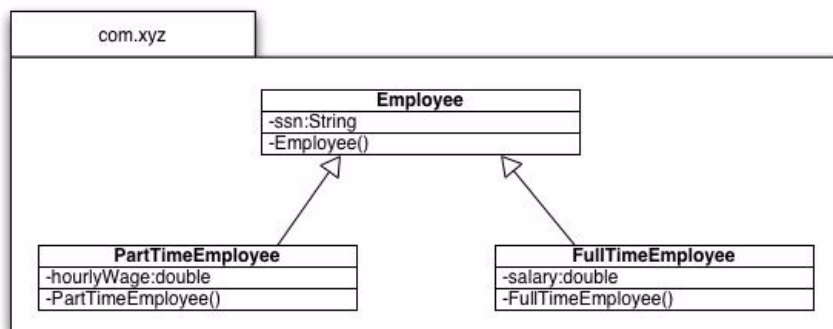 com.xyz
Employee
-ssn:String
-Employee()
PartTimeEmployee
-hourlyWage:double
-PartTimeEmployee()
FullTimeEmployee
-salary:double
-FullTimeEmployee()